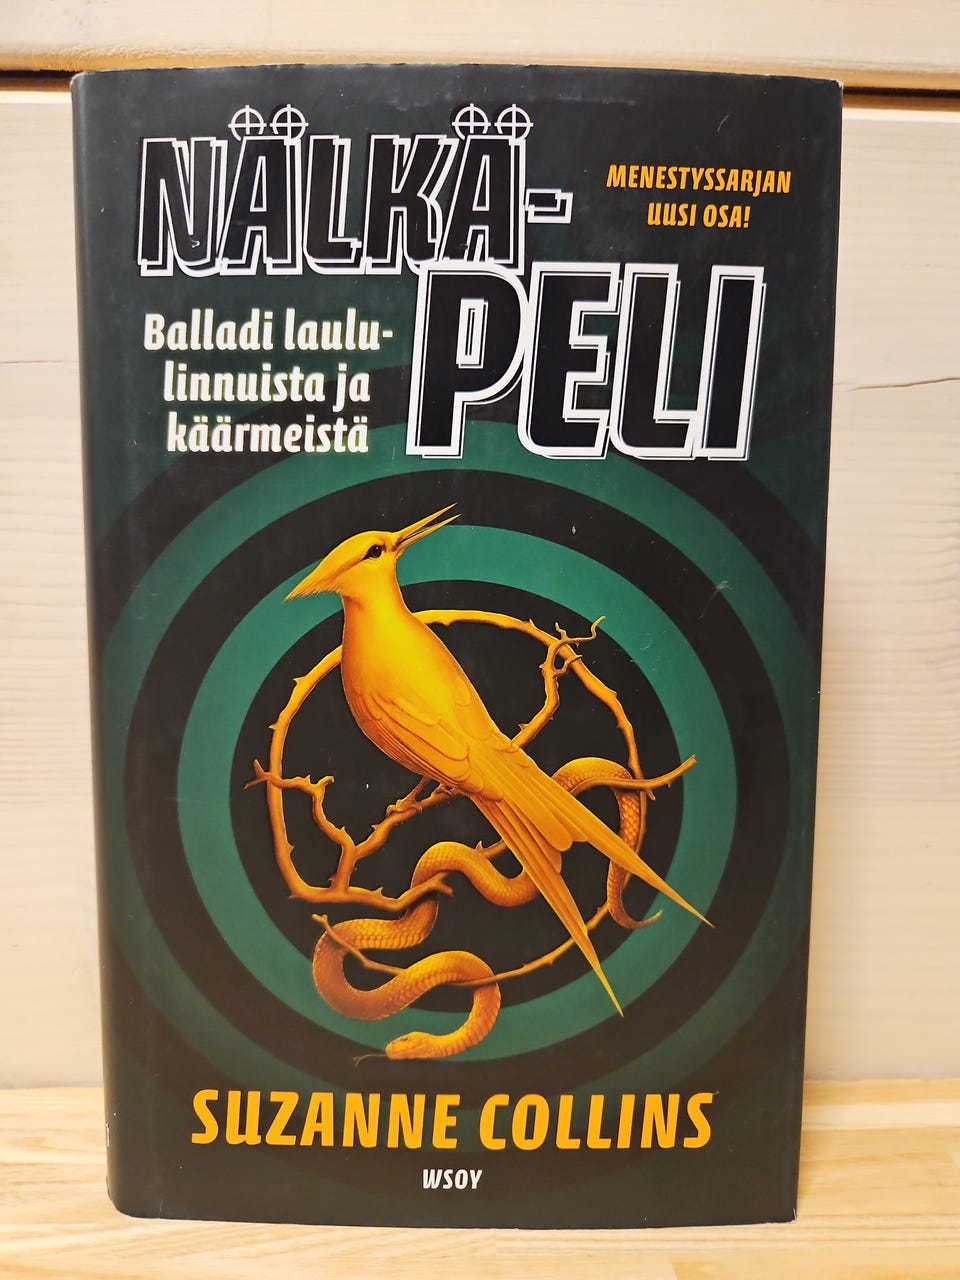 NÄLKÄ-
PELI
MENESTYSSARJAN
UUSI OSA!
Balladi laulu-
linnuista ja
käärmeistä
SUZANNE COLLINS
WSOY